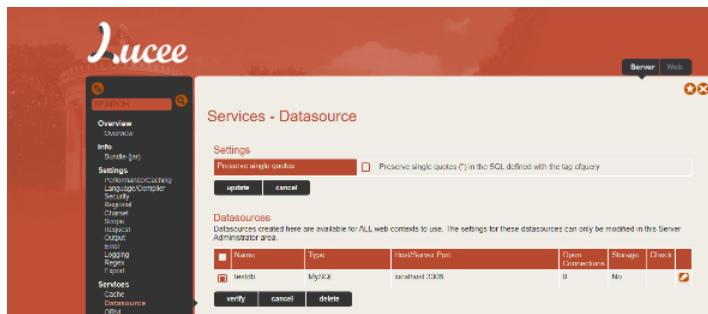 Lucee
Server Web
SEARCH
Overview
Overview
Info
Bundle (jar)
Settings
Performance/Caching
Language/Compiler
Security
Regional
Charset
Scope
Request
Output
Error
Logging
Regex
Export
Services
Cache
Datasource
ORM
Services - Datasource
Settings
Preserve single quotes Preserve single quotes (") in the SQL defined with the tag cfquery
update cancel
Datasources
Datasources created here are available for ALL web contexts to use. The settings for these datasources can only be modified in this Server
Administrator area.
Name Type Host/Server Port Open Connections Storage Check
testdb MySQL localhost 3306 0 No
verify cancel delete